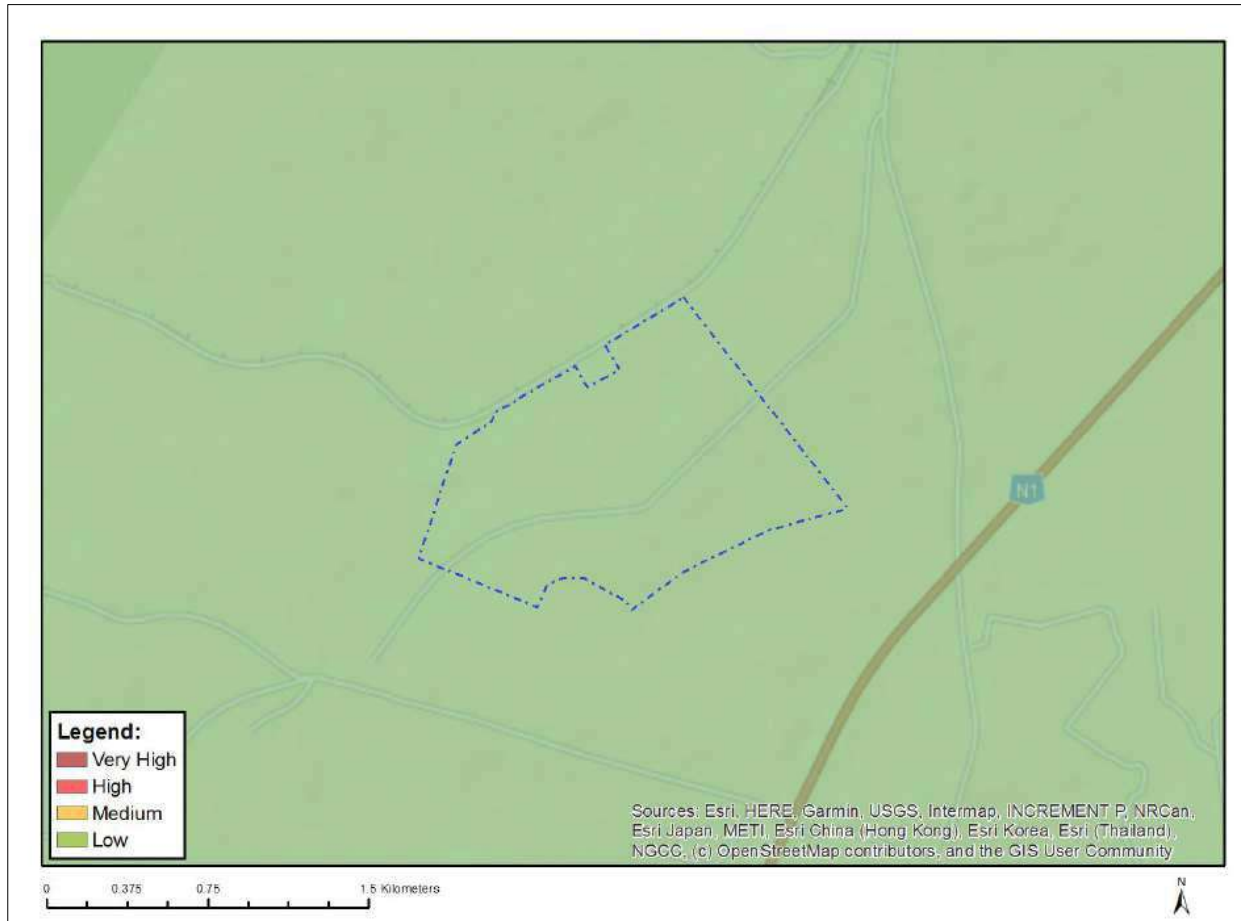 N1
Legend:
Very High
High
Medium
Low
Sources: Esri, HERE, Garmin, USGS, Intermap, INCREMENT P, NRCan,
Esri Japan, METI, Esri China (Hong Kong), Esri Korea, Esri (Thailand),
NGCC, (c) OpenStreetMap contributors, and the GIS User Community
0 0.375 0.75 1.5 Kilometers
N